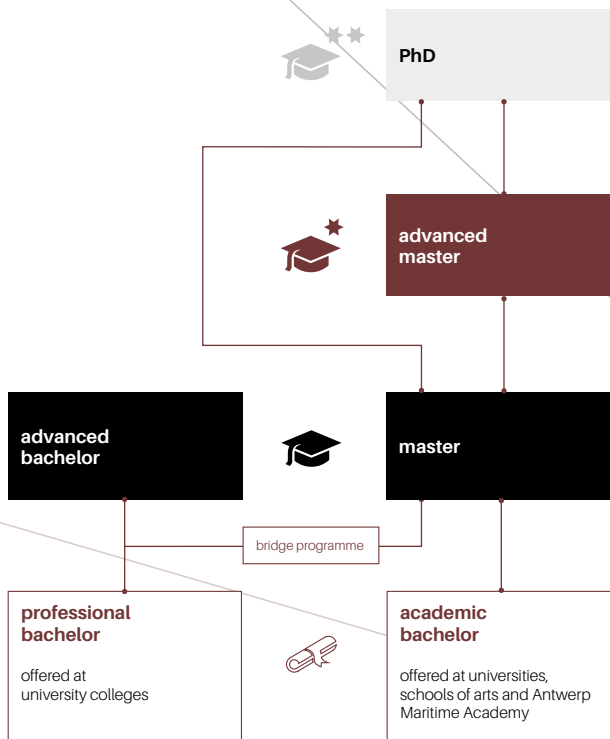 PhD
advanced
master
advanced
bachelor
master
bridge programme
professional
bachelor
offered at
university colleges
academic
bachelor
offered at universities,
schools of arts and Antwerp
Maritime Academy